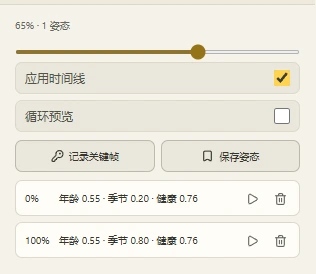 65% · 1 姿态
应用时间线
循环预览
记录关键帧 保存姿态
0% 年龄 0.55 · 季节 0.20 · 健康 0.76
100% 年龄 0.55 · 季节 0.80 · 健康 0.76